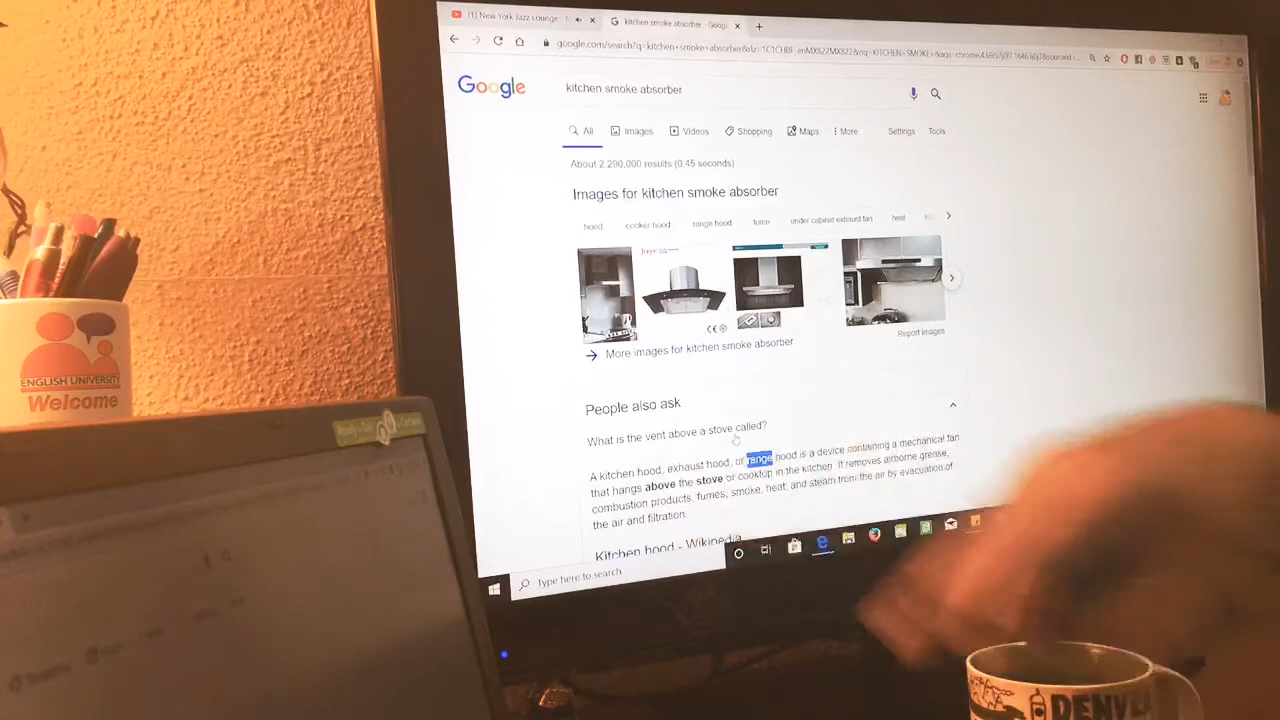 (1) New York Jazz Lounge -
kitchen smoke absorber - Googl
Google
kitchen smoke absorber
All
Images
Videos
Shopping
Maps
More
Settings
Tools
About 2,290,000 results (0.45 seconds)
Images for kitchen smoke absorber
hood
cooker hood
range hood
fume
under cabinet exhaust fan
heat
Report images
More images for kitchen smoke absorber
People also ask
What is the vent above a stove called?
A kitchen hood, exhaust hood, or range hood is a device containing a mechanical fan
that hangs above the stove or cooktop in the kitchen. It removes airborne grease,
combustion products, fumes, smoke, heat, and steam from the air by evacuation of
the air and filtration.
Kitchen hood - Wikipedia
Type here to search
ENGLISH UNIVERSITY
Welcome
DENVE